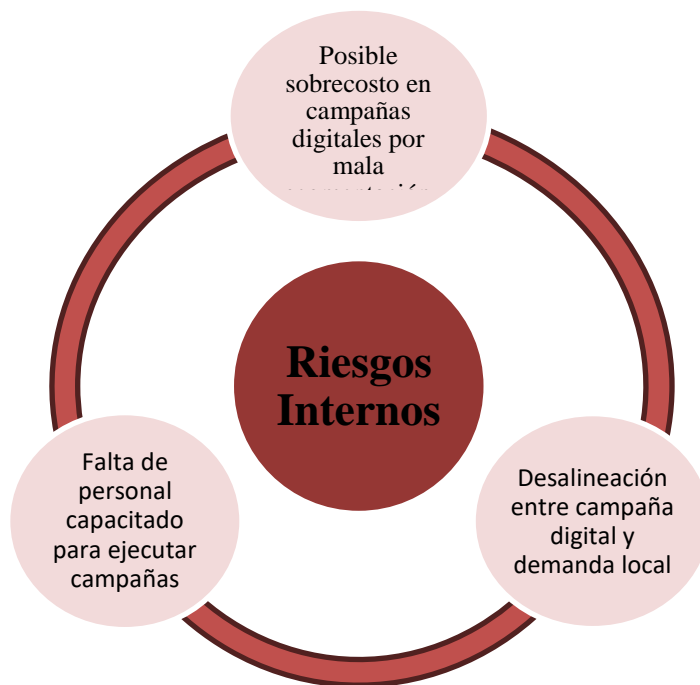 Posible
sobrecosto en
campañas
digitales por
mala
Riesgos
Internos
Falta de
personal
capacitado
para ejecutar
campañas
Desalineación
entre campaña
digital y
demanda local